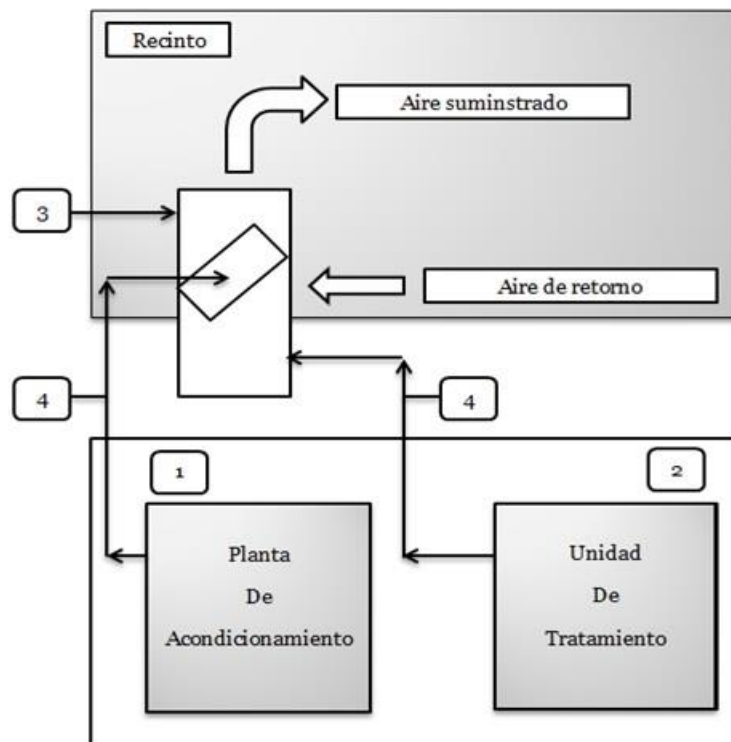 Recinto
Aire suminstrado
3
Aire de retorno
4
4
1
2
Planta
De
Acondicionamiento
Unidad
De
Tratamiento